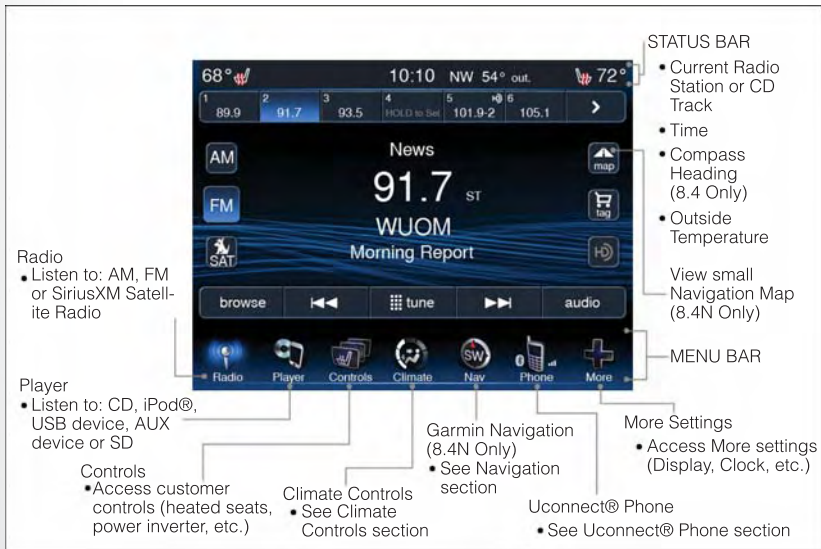 68°
10:10 NW 54° out.
72°
1 89.9
2 91.7
3 93.5
4 HOLD to Set
5 101.9-2 HD
6 105.1
>
AM
FM
SAT
News
91.7 ST
WUOM
Morning Report
map
tag
HD
browse
tune
audio
Radio
Player
Controls
Climate
SW
Nav
Phone
More
STATUS BAR
• Current Radio
Station or CD
Track
• Time
• Compass
Heading
(8.4 Only)
• Outside
Temperature
View small
Navigation Map
(8.4N Only)
MENU BAR
Radio
• Listen to: AM, FM
or SiriusXM Satell-
ite Radio
Player
• Listen to: CD, iPod®,
USB device, AUX
device or SD
Controls
• Access customer
controls (heated seats,
power inverter, etc.)
Climate Controls
• See Climate
Controls section
Garmin Navigation
(8.4N Only)
• See Navigation
section
Uconnect® Phone
• See Uconnect® Phone section
More Settings
• Access More settings
(Display, Clock, etc.)